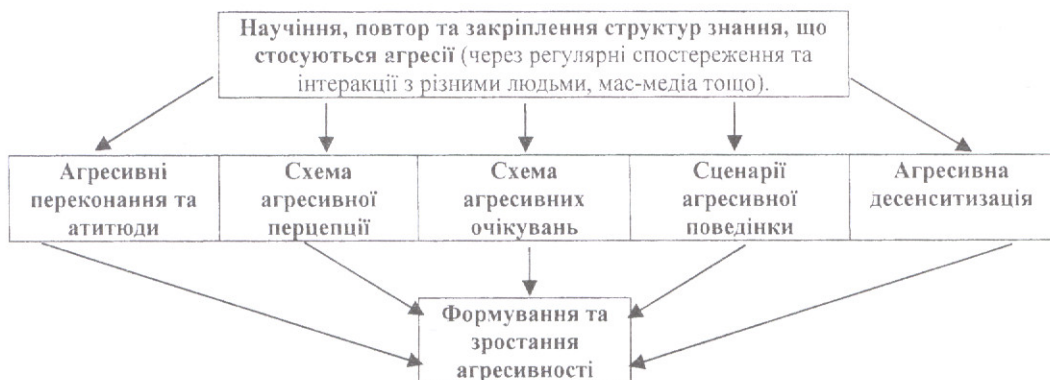 Научіння, повтор та закріплення структур знання, що
стосуються агресії (через регулярні спостереження та
інтеракції з різними людьми, мас-медіа тощо).
Агресивні
переконання та
атитюди
Схема
агресивної
перцепції
Схема
агресивних
очікувань
Сценарії
агресивної
поведінки
Агресивна
десенситизація
Формування та
зростання
агресивності